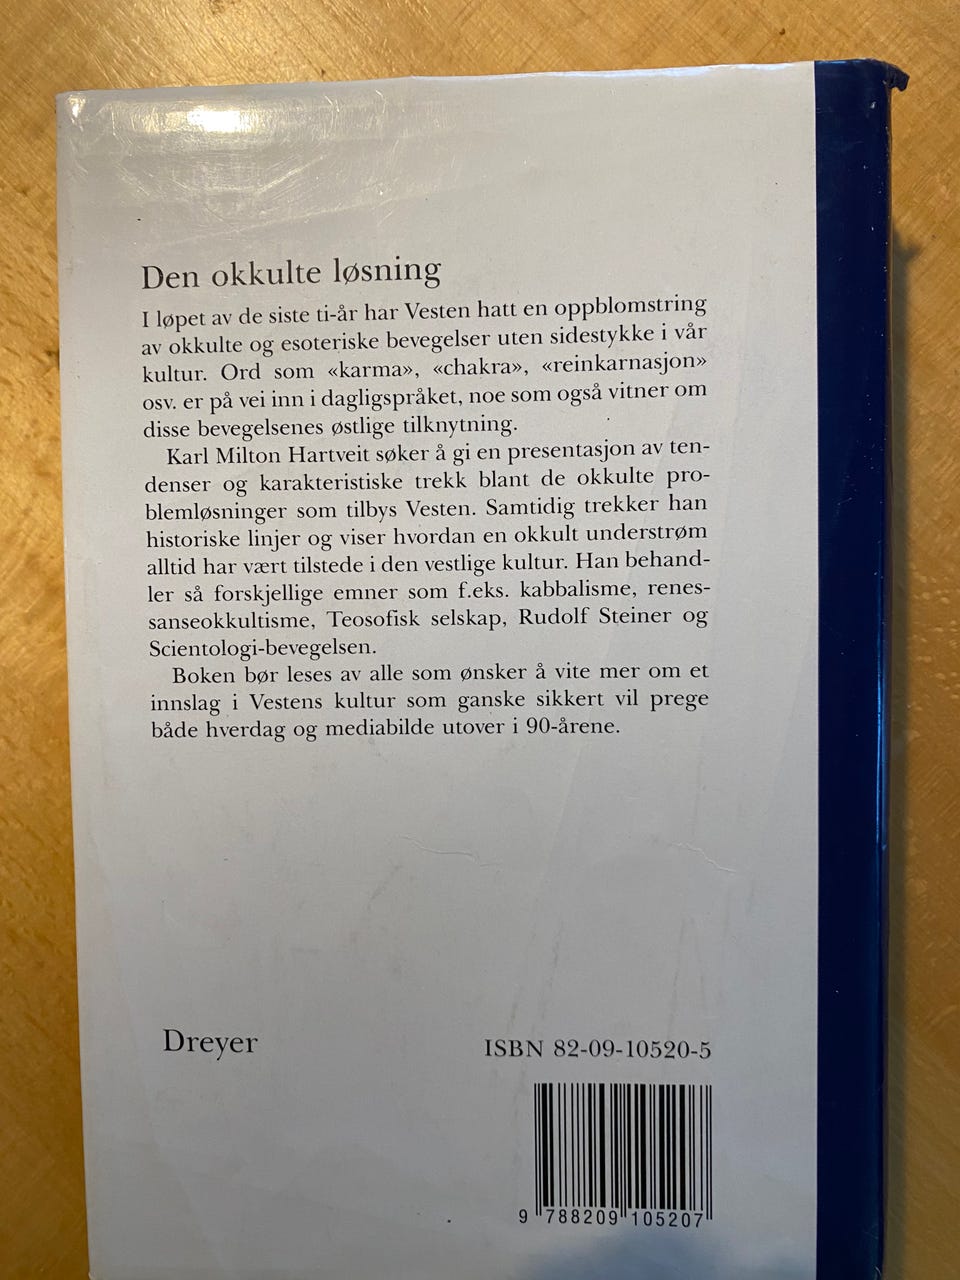 Den okkulte løsning
I løpet av de siste ti-år har Vesten hatt en oppblomstring
av okkulte og esoteriske bevegelser uten sidestykke i vår
kultur. Ord som «karma», «chakra», «reinkarnasjon»
osv. er på vei inn i dagligspråket, noe som også vitner om
disse bevegelsenes østlige tilknytning.
Karl Milton Hartveit søker å gi en presentasjon av ten-
denser og karakteristiske trekk blant de okkulte pro-
blemløsninger som tilbys Vesten. Samtidig trekker han
historiske linjer og viser hvordan en okkult understrøm
alltid har vært tilstede i den vestlige kultur. Han behand-
ler så forskjellige emner som f.eks. kabbalisme, renes-
sanseokkultisme, Teosofisk selskap, Rudolf Steiner og
Scientologi-bevegelsen.
Boken bør leses av alle som ønsker å vite mer om et
innslag i Vestens kultur som ganske sikkert vil prege
både hverdag og mediabilde utover i 90-årene.
Dreyer
ISBN 82-09-10520-5
9 788209 105207